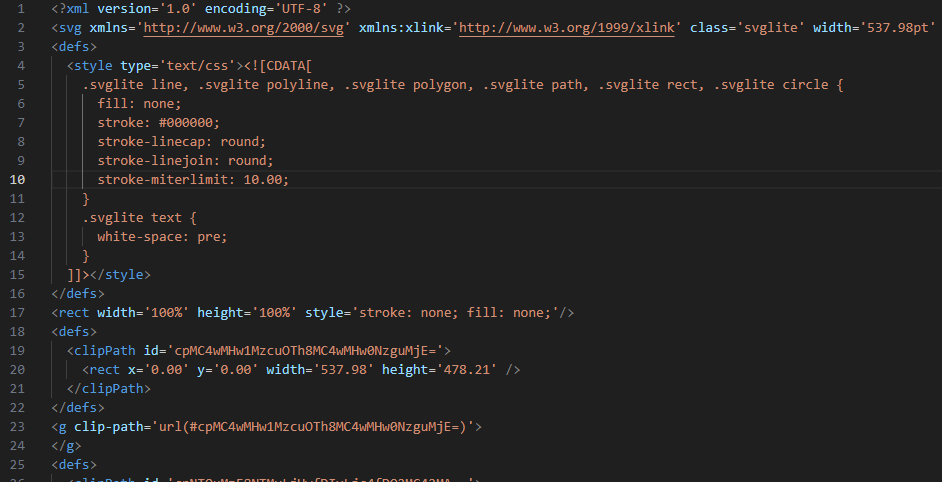 1 <?xml version='1.0' encoding='UTF-8' ?>
2 <svg xmlns='http://www.w3.org/2000/svg' xmlns:xlink='http://www.w3.org/1999/xlink' class='svglite' width='537.98pt'
3 <defs>
4   <style type='text/css'><![CDATA[
5     .svglite line, .svglite polyline, .svglite polygon, .svglite path, .svglite rect, .svglite circle {
6       fill: none;
7       stroke: #000000;
8       stroke-linecap: round;
9       stroke-linejoin: round;
10       stroke-miterlimit: 10.00;
11     }
12     .svglite text {
13       white-space: pre;
14     }
15   ]]></style>
16 </defs>
17 <rect width='100%' height='100%' style='stroke: none; fill: none;'/>
18 <defs>
19   <clipPath id='cpMC4wMHw1MzcuOTh8MC4wMHw0NzguMjE='>
20     <rect x='0.00' y='0.00' width='537.98' height='478.21' />
21   </clipPath>
22 </defs>
23 <g clip-path='url(#cpMC4wMHw1MzcuOTh8MC4wMHw0NzguMjE=)'>
24 </g>
25 <defs>